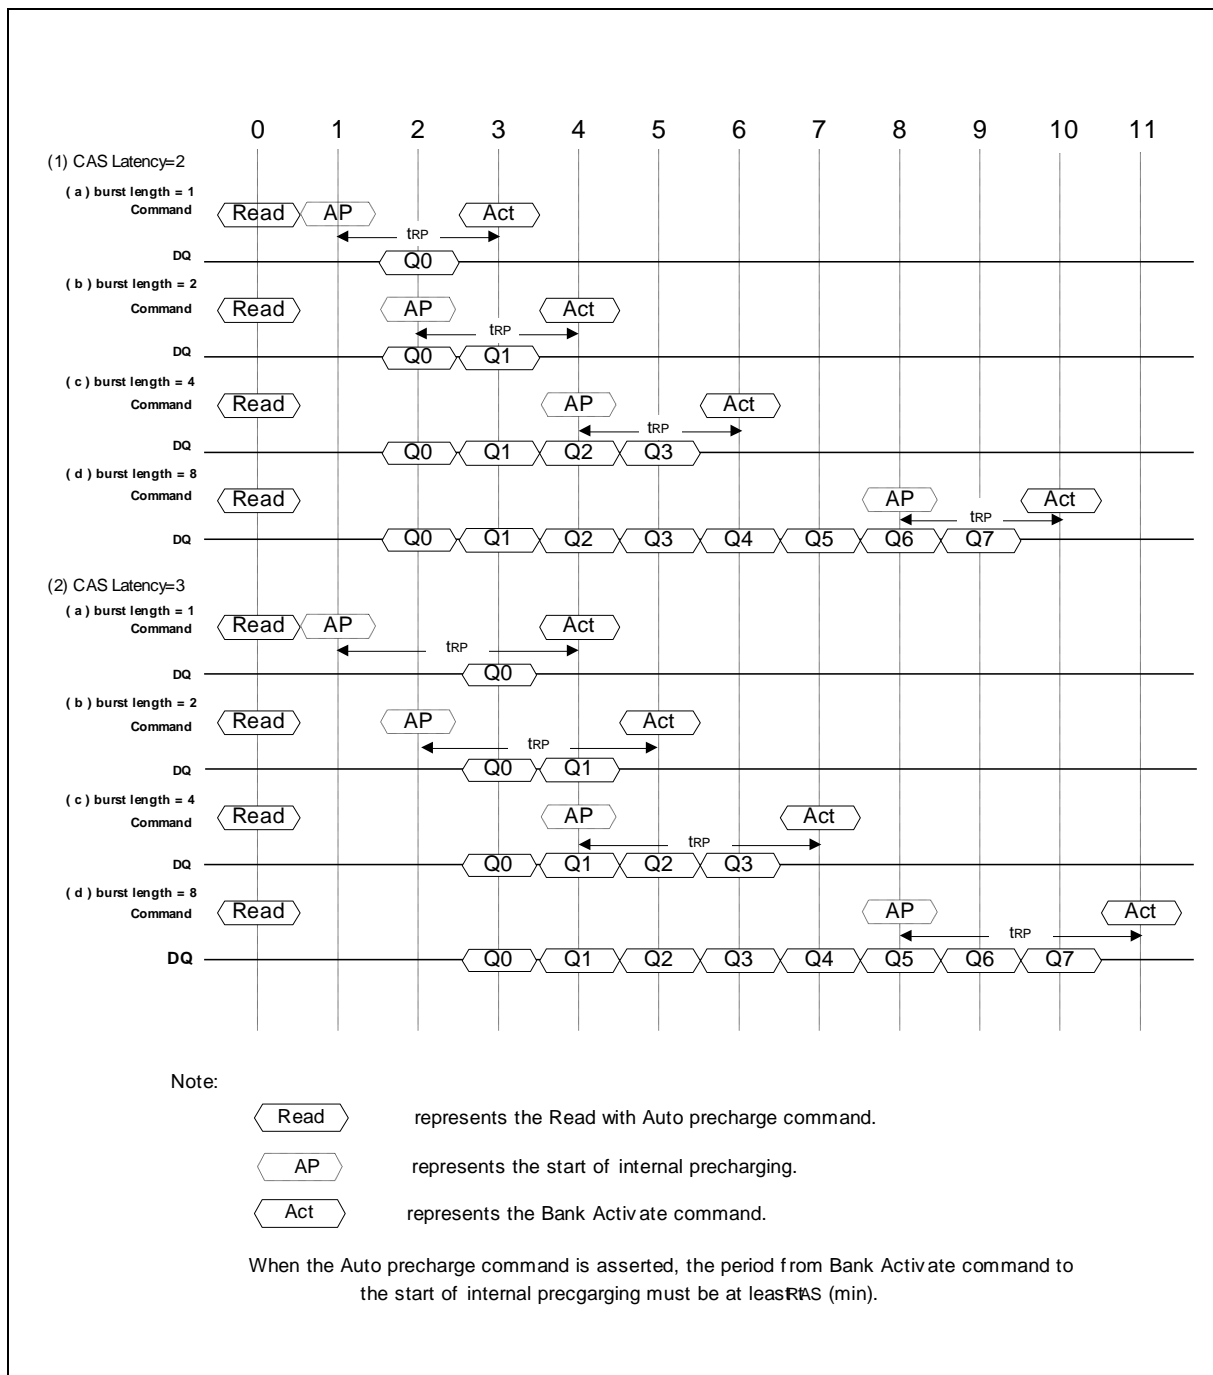 0 1 2 3 4 5 6 7 8 9 10 11
(1) CAS Latency=2
( a ) burst length = 1
Command Read AP Act
tRP
DQ Q0
( b ) burst length = 2
Command Read AP Act
tRP
DQ Q0 Q1
( c ) burst length = 4
Command Read AP Act
tRP
DQ Q0 Q1 Q2 Q3
( d ) burst length = 8
Command Read AP Act
tRP
DQ Q0 Q1 Q2 Q3 Q4 Q5 Q6 Q7
(2) CAS Latency=3
( a ) burst length = 1
Command Read AP Act
tRP
DQ Q0
( b ) burst length = 2
Command Read AP Act
tRP
DQ Q0 Q1
( c ) burst length = 4
Command Read AP Act
tRP
DQ Q0 Q1 Q2 Q3
( d ) burst length = 8
Command Read AP Act
tRP
DQ Q0 Q1 Q2 Q3 Q4 Q5 Q6 Q7
Note:
Read represents the Read with Auto precharge command.
AP represents the start of internal precharging.
Act represents the Bank Activate command.
When the Auto precharge command is asserted, the period from Bank Activate command to
the start of internal precgarging must be at least tRAS (min).